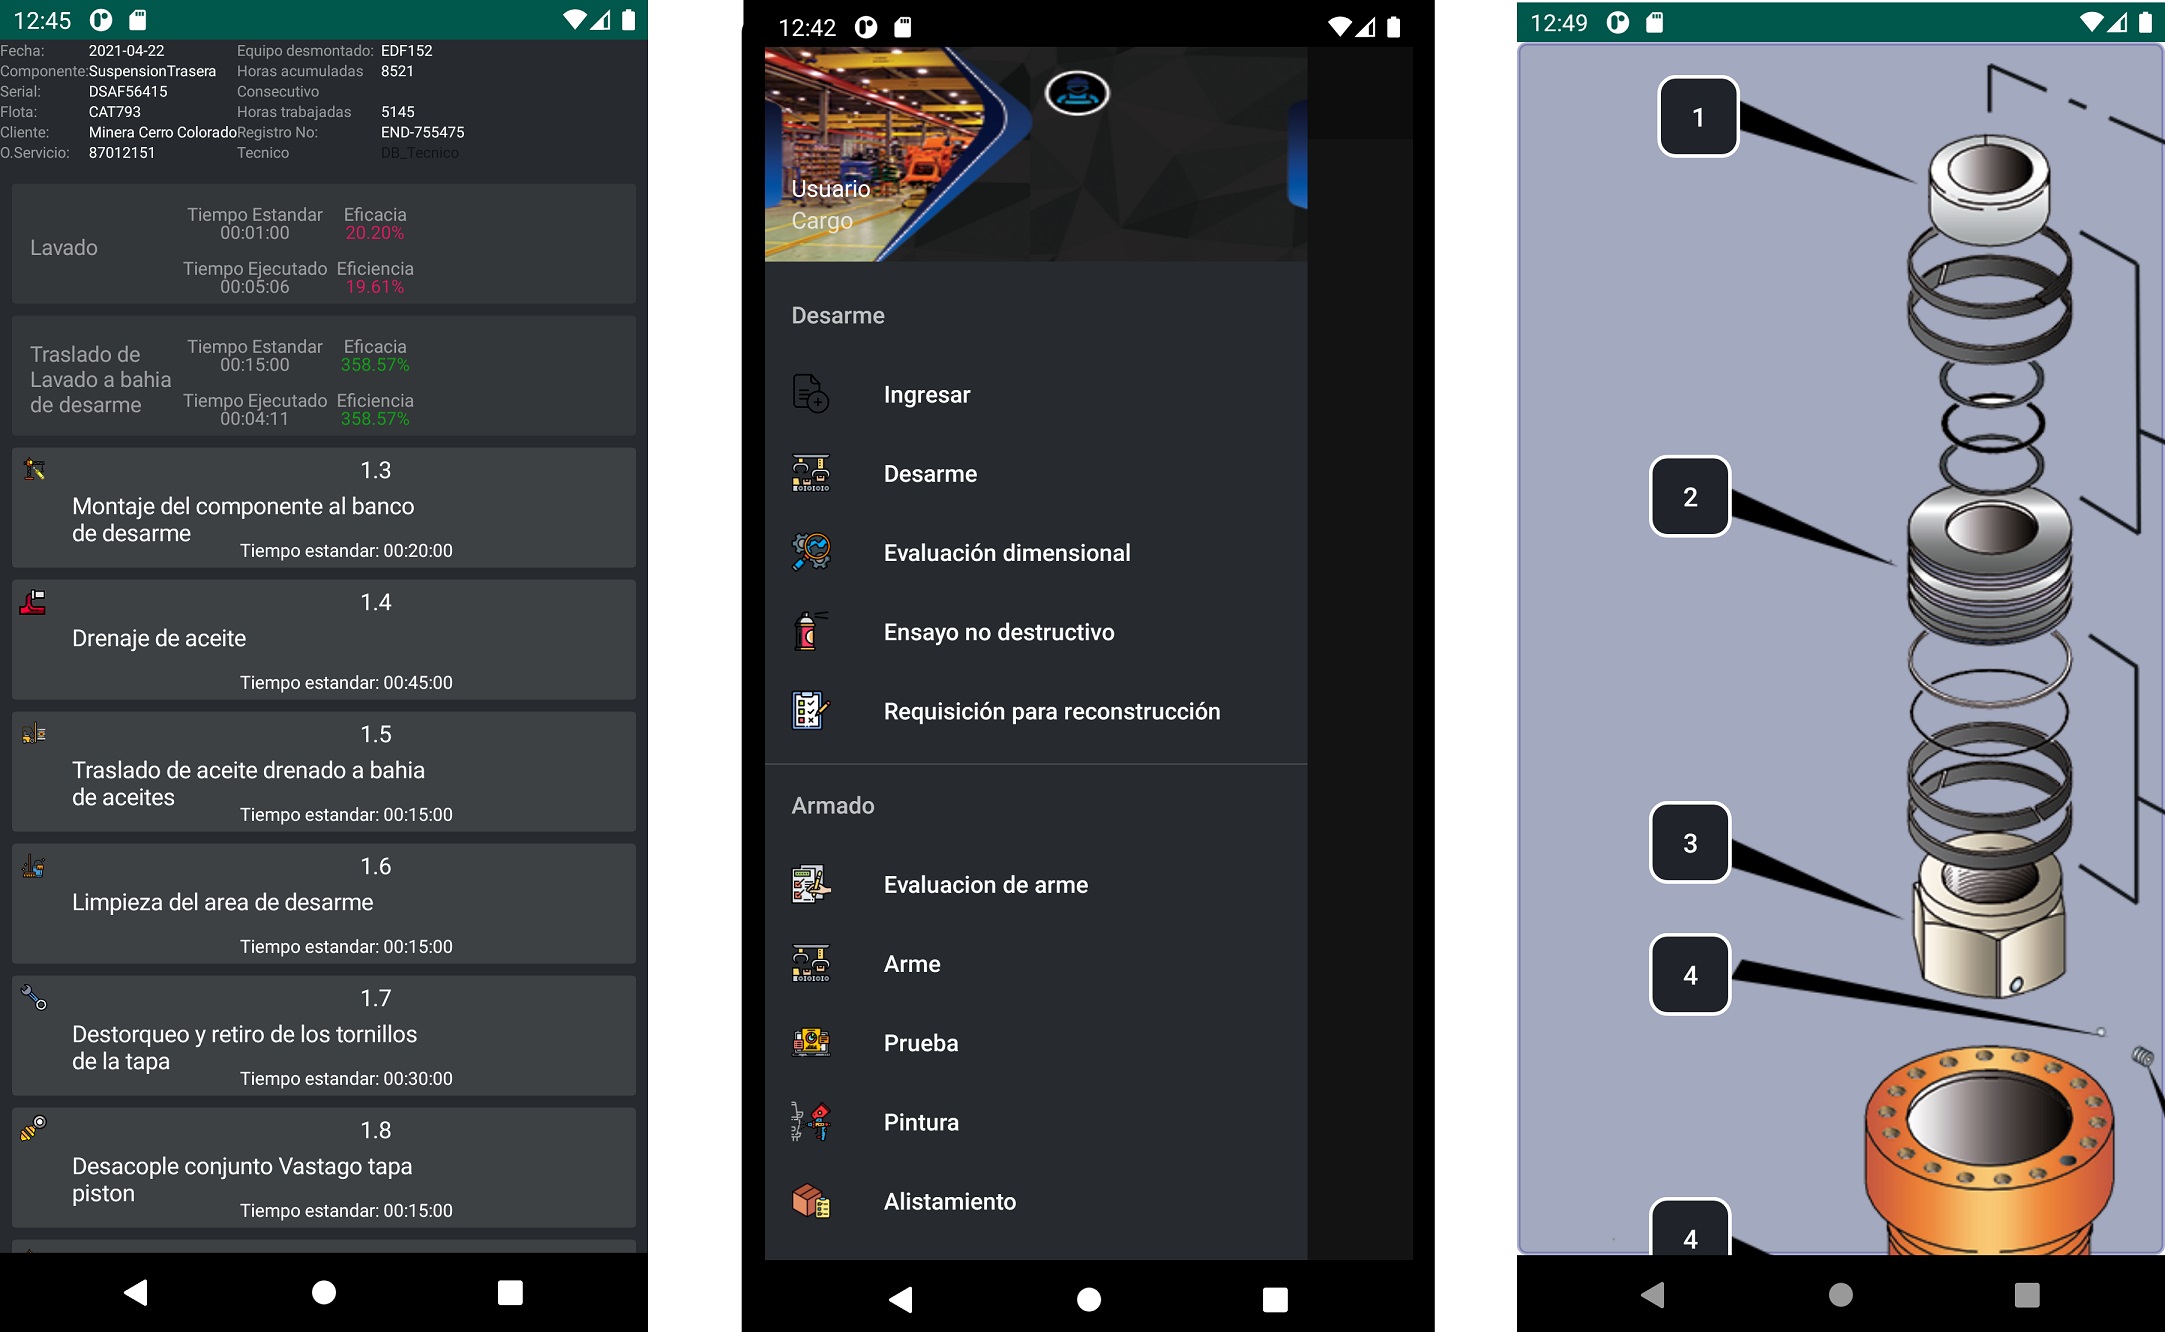 12:45
Fecha: 2021-04-22 Equipo desmontado: EDF152
Componente: SuspensionTrasera Horas acumuladas 8521
Serial: DSAF56415 Consecutivo
Flota: CAT793 Horas trabajadas 5145
Cliente: Minera Cerro Colorado Registro No: END-755475
O.Servicio: 87012151 Tecnico DB_Tecnico
Lavado
Tiempo Estandar Eficacia
00:01:00 20.20%
Tiempo Ejecutado Eficiencia
00:05:06 19.61%
Traslado de
Lavado a bahia
de desarme
Tiempo Estandar Eficacia
00:15:00 358.57%
Tiempo Ejecutado Eficiencia
00:04:11 358.57%
1.3
Montaje del componente al banco
de desarme
Tiempo estandar: 00:20:00
1.4
Drenaje de aceite
Tiempo estandar: 00:45:00
1.5
Traslado de aceite drenado a bahia
de aceites
Tiempo estandar: 00:15:00
1.6
Limpieza del area de desarme
Tiempo estandar: 00:15:00
1.7
Destorqueo y retiro de los tornillos
de la tapa
Tiempo estandar: 00:30:00
1.8
Desacople conjunto Vastago tapa
piston
Tiempo estandar: 00:15:00
12:42
Usuario
Cargo
Desarme
Ingresar
Desarme
Evaluación dimensional
Ensayo no destructivo
Requisición para reconstrucción
Armado
Evaluacion de arme
Arme
Prueba
Pintura
Alistamiento
12:49
1
2
3
4
4